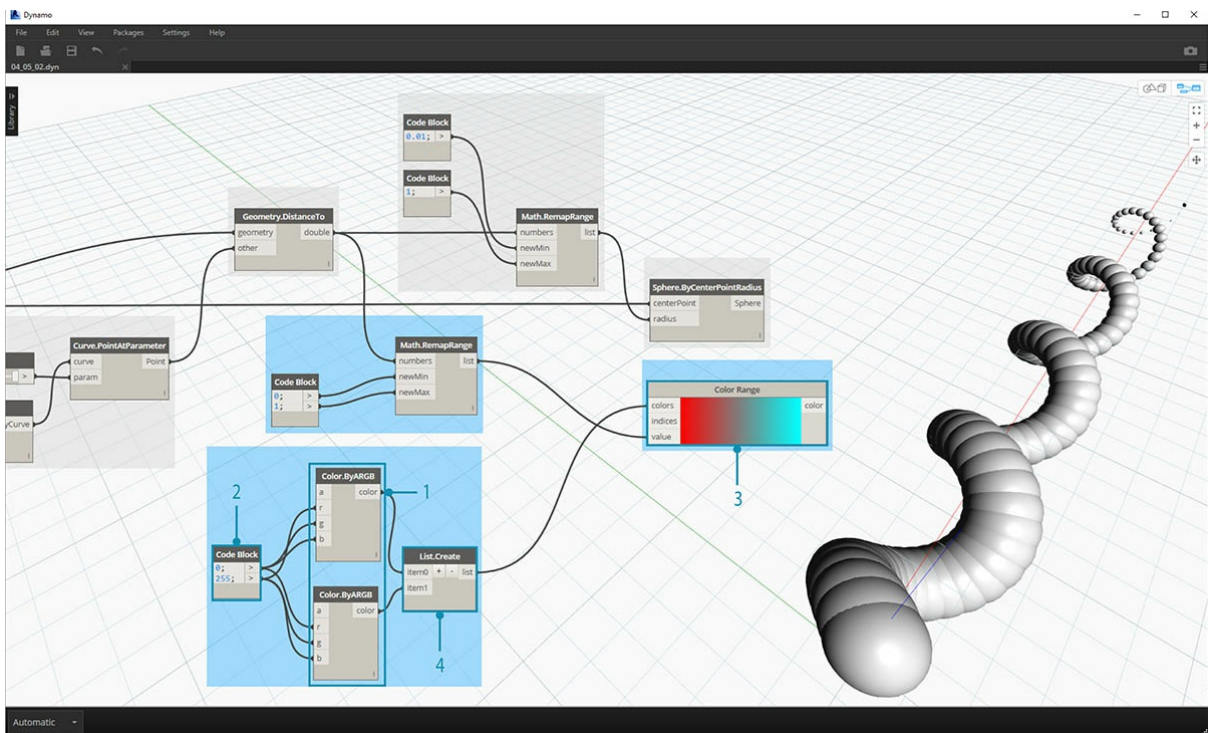 Dynamo
File Edit View Packages Settings Help
04_05_02.dyn
Library
Code Block
0.01; >
Code Block
1; >
Geometry.DistanceTo
geometry double
other
Math.RemapRange
numbers list
newMin
newMax
Sphere.ByCenterPointRadius
centerPoint Sphere
radius
Curve.PointAtParameter
curve Point
param
>
yCurve
Math.RemapRange
numbers list
newMin
newMax
Code Block
0; >
1; >
Color Range
colors color
indices
value
3
Color.ByARGB
a color
r
g
b
1
2
Code Block
0; >
255; >
List.Create
item0 + - list
item1
4
Color.ByARGB
a color
r
g
b
Automatic